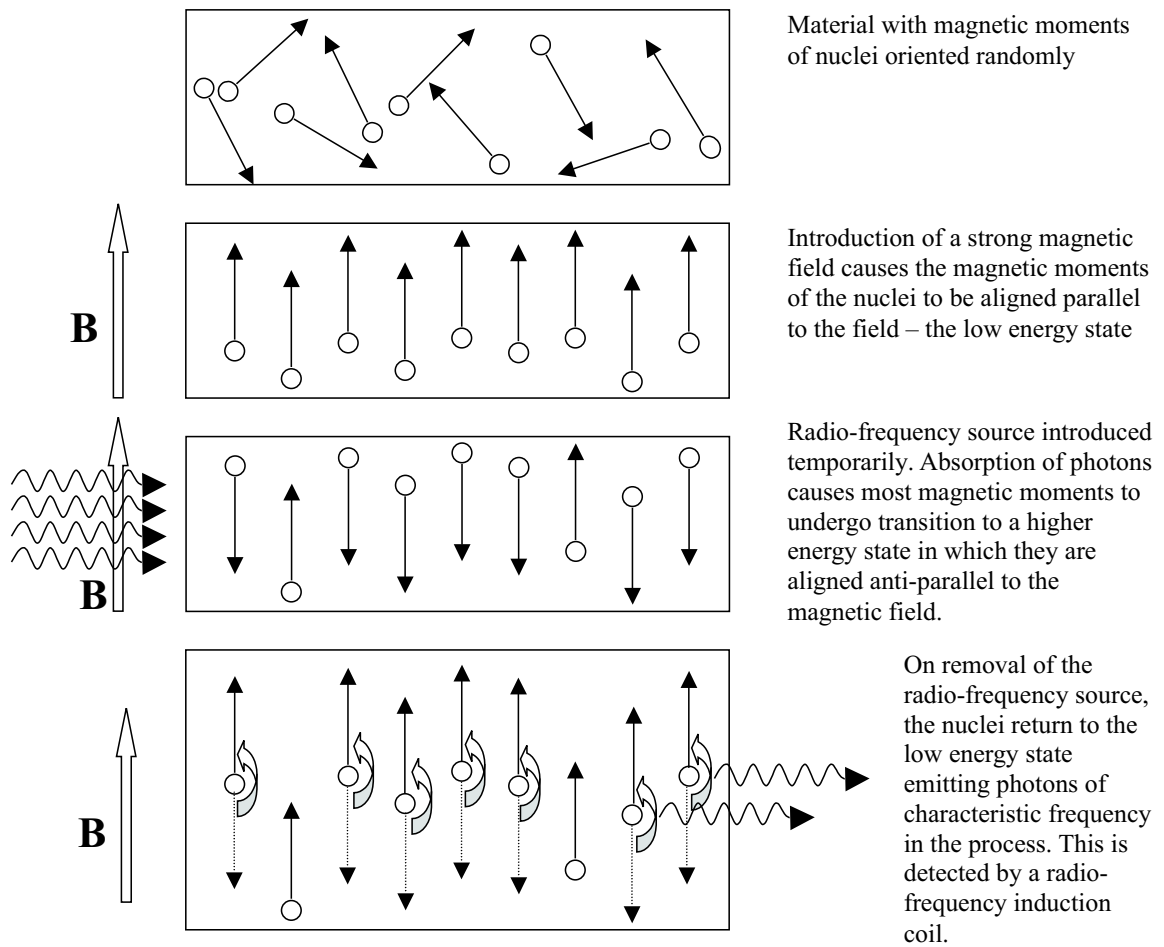 Material with magnetic moments
of nuclei oriented randomly
B
Introduction of a strong magnetic
field causes the magnetic moments
of the nuclei to be aligned parallel
to the field – the low energy state
B
Radio-frequency source introduced
temporarily. Absorption of photons
causes most magnetic moments to
undergo transition to a higher
energy state in which they are
aligned anti-parallel to the
magnetic field.
B
On removal of the
radio-frequency source,
the nuclei return to the
low energy state
emitting photons of
characteristic frequency
in the process. This is
detected by a radio-
frequency induction
coil.